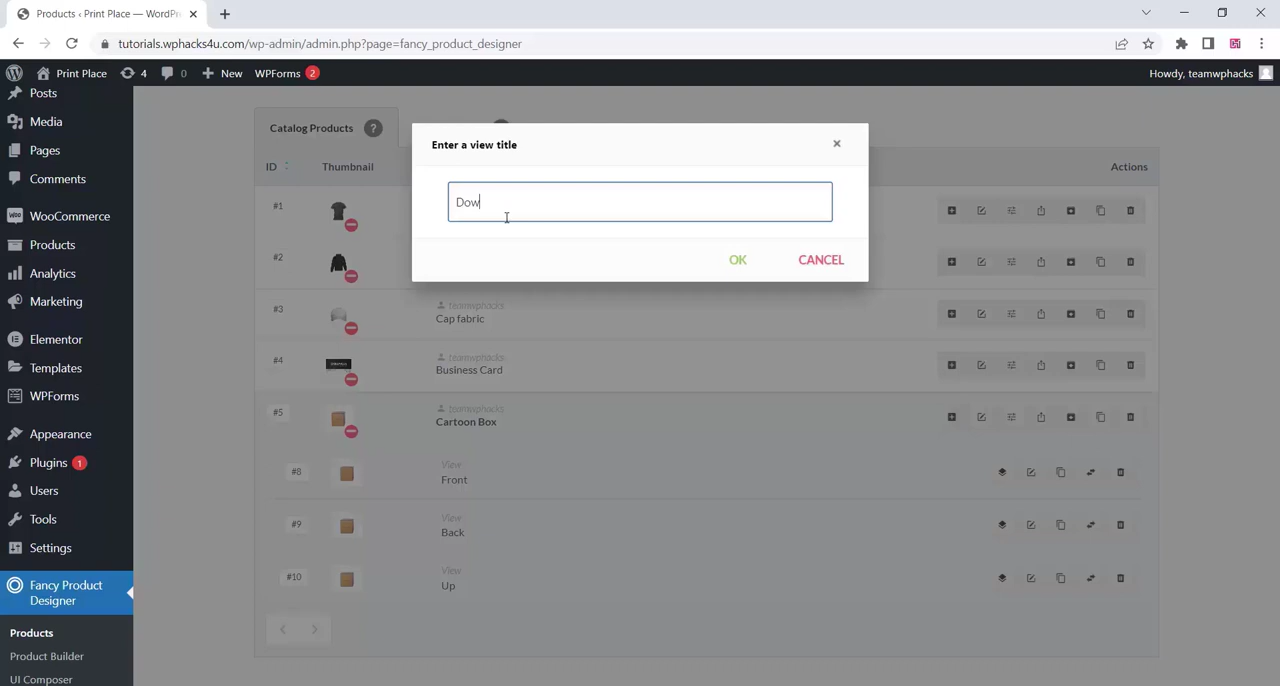 Products ‹ Print Place — WordPr
tutorials.wphacks4u.com/wp-admin/admin.php?page=fancy_product_designer
Print Place 4 0 New WPForms 2 Howdy, teamwphacks
Posts
Media
Pages
Comments
WooCommerce
Products
Analytics
Marketing
Elementor
Templates
WPForms
Appearance
Plugins 1
Users
Tools
Settings
Fancy Product
Designer
Products
Product Builder
UI Composer
Catalog Products ?
ID Thumbnail Actions
Enter a view title ×
Dow
OK CANCEL
#1
#2
#3 teamwphacks
Cap fabric
#4 teamwphacks
Business Card
#5 teamwphacks
Cartoon Box
#8 View
Front
#9 View
Back
#10 View
Up